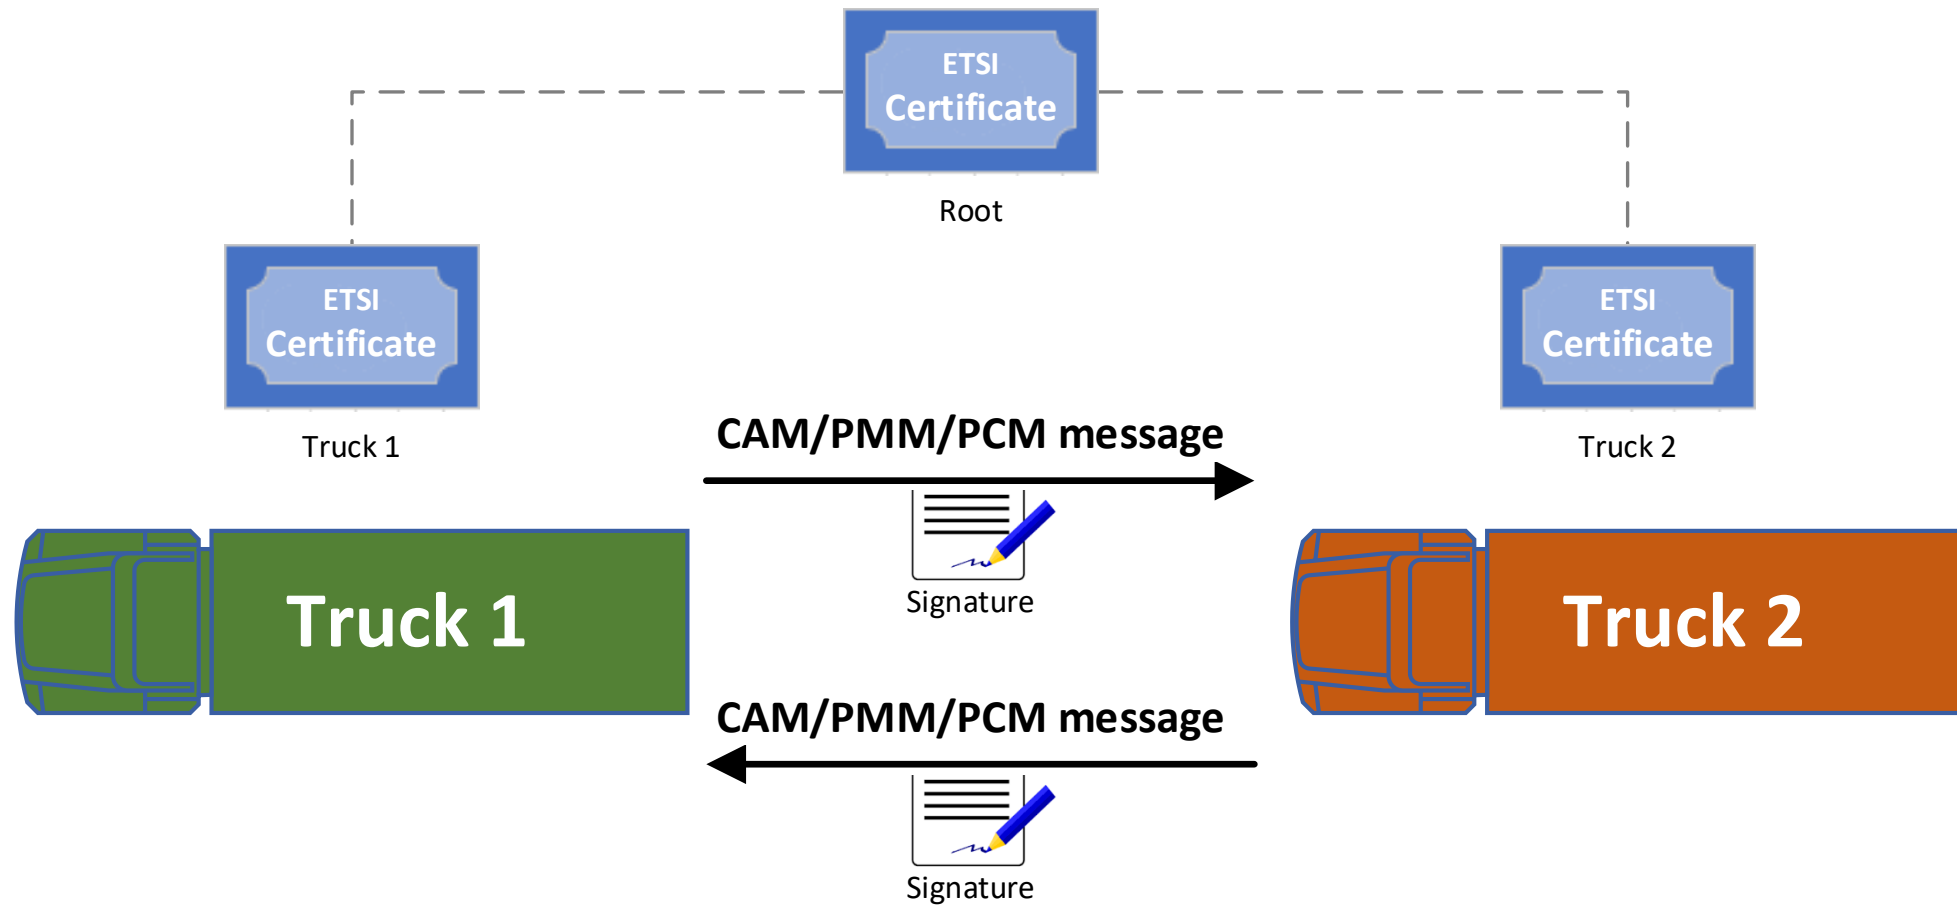 ETSI
Certificate
Root
ETSI
Certificate
Truck 1
ETSI
Certificate
Truck 2
CAM/PMM/PCM message
Signature
Truck 1
Truck 2
CAM/PMM/PCM message
Signature